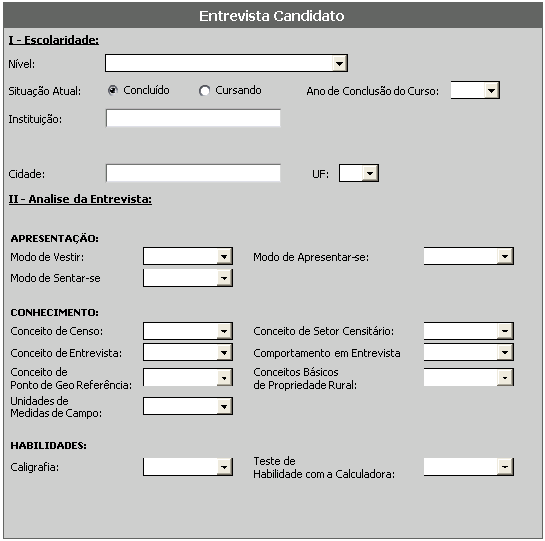 Entrevista Candidato
I - Escolaridade:
Nível:
Situação Atual: Concluído Cursando Ano de Conclusão do Curso:
Instituição:
Cidade: UF:
II - Analise da Entrevista:
APRESENTAÇÃO:
Modo de Vestir: Modo de Apresentar-se:
Modo de Sentar-se
CONHECIMENTO:
Conceito de Censo: Conceito de Setor Censitário:
Conceito de Entrevista: Comportamento em Entrevista
Conceito de Conceitos Básicos
Ponto de Geo Referência: de Propriedade Rural:
Unidades de
Medidas de Campo:
HABILIDADES:
Caligrafia: Teste de
Habilidade com a Calculadora: